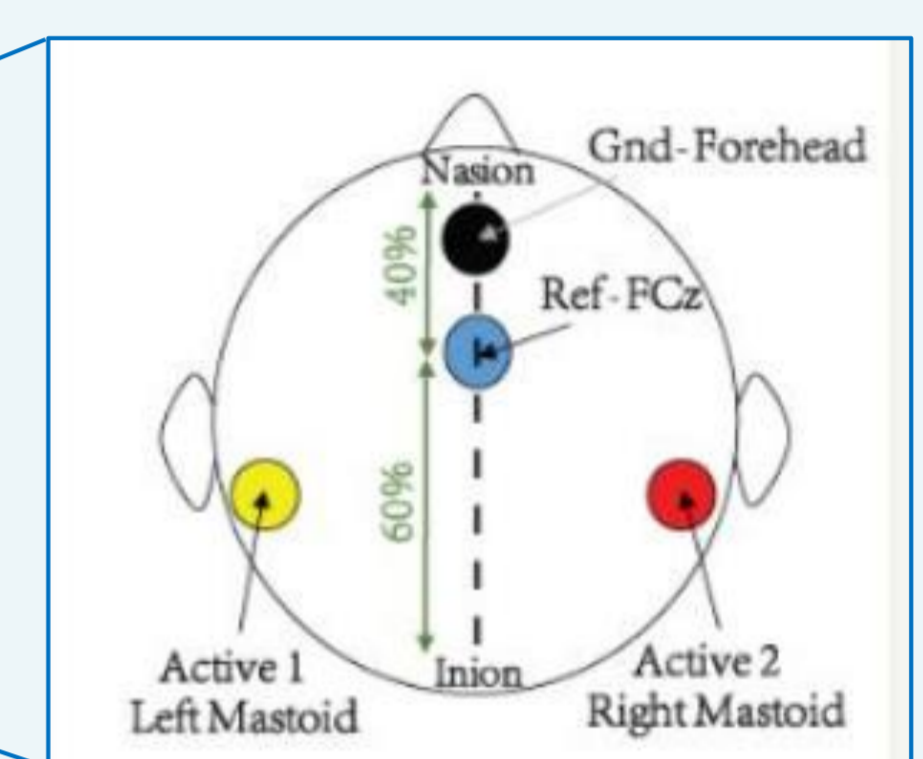 Gnd-Forehead
Nasion
40%
Ref-FCz
60%
Active 1
Left Mastoid
Inion
Active 2
Right Mastoid